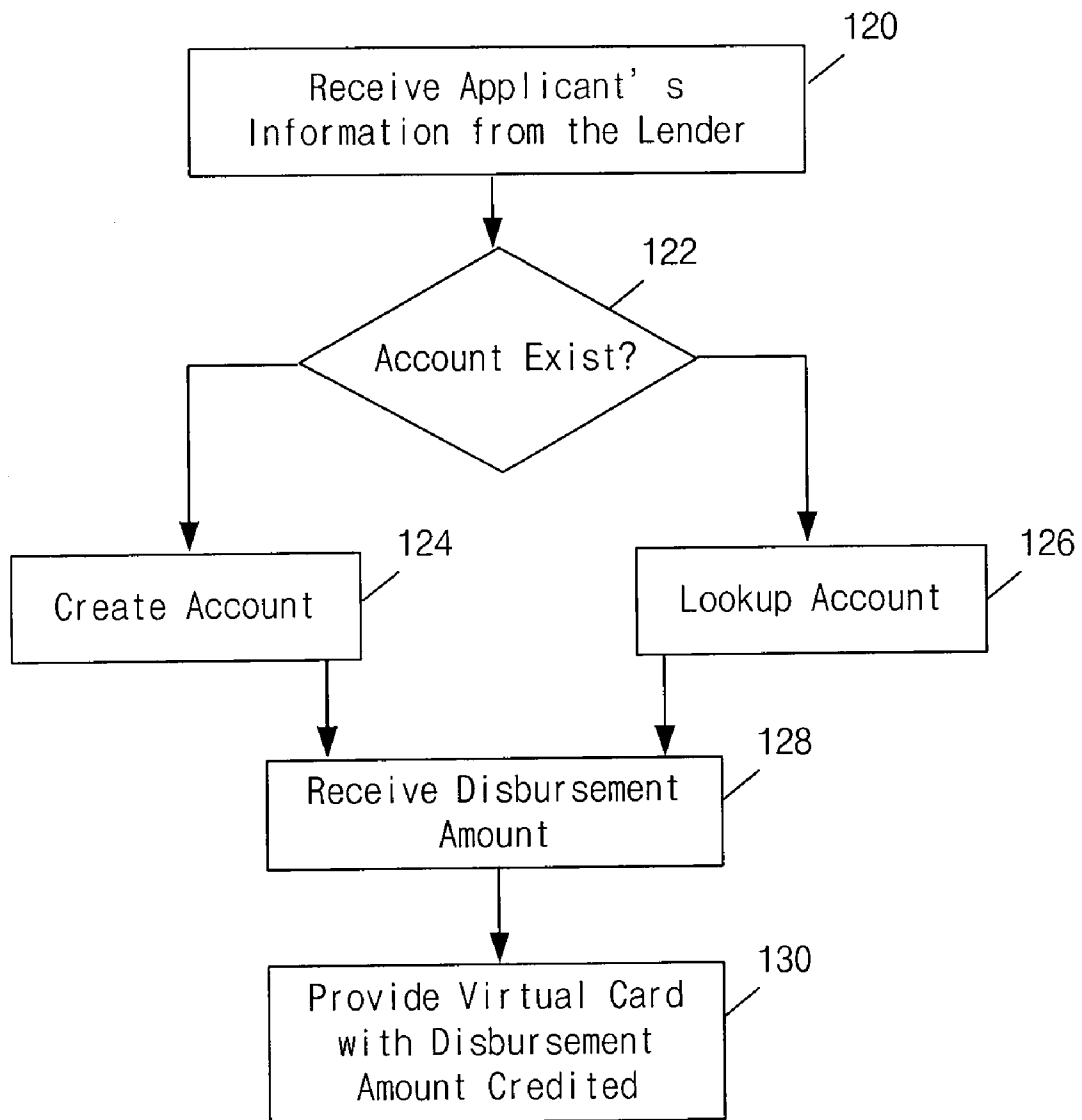 120
Receive Applicant's
Information from the Lender
122
Account Exist?
124
Create Account
126
Lookup Account
128
Receive Disbursement
Amount
130
Provide Virtual Card
with Disbursement
Amount Credited